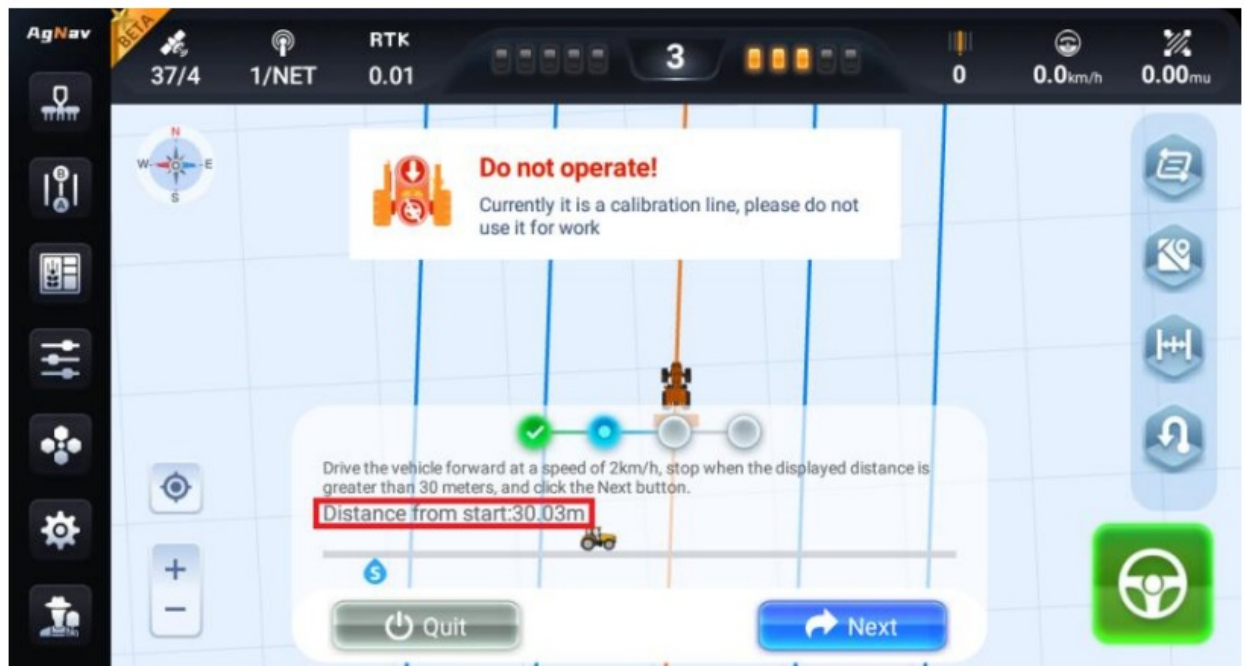 AgNav
BETA
37/4
1/NET
RTK
0.01
3
0
0.0km/h
0.00mu
N
W
E
S
Do not operate!
Currently it is a calibration line, please do not
use it for work
B
A
Drive the vehicle forward at a speed of 2km/h, stop when the displayed distance is
greater than 30 meters, and click the Next button.
Distance from start:30.03m
S
+
−
Quit
Next